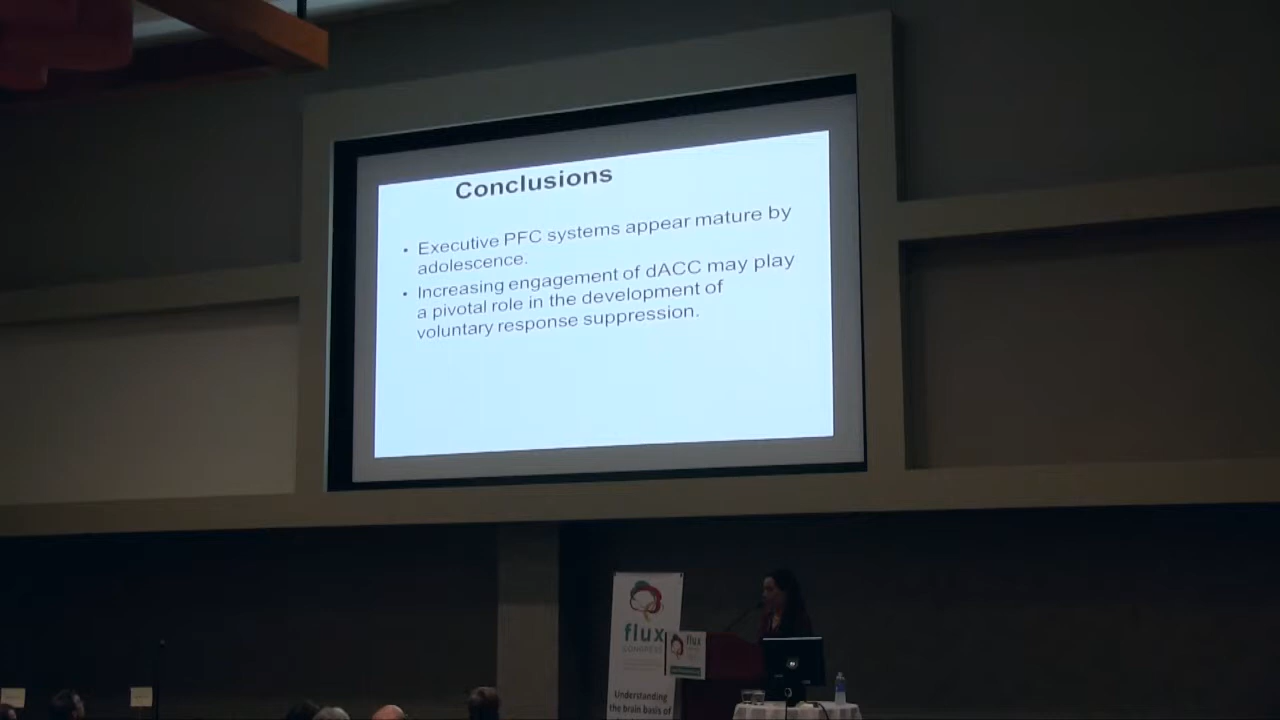 Conclusions
• Executive PFC systems appear mature by
adolescence.
• Increasing engagement of dACC may play
a pivotal role in the development of
voluntary response suppression.
flux
CONGRESS
flux
Understanding
the brain basis of